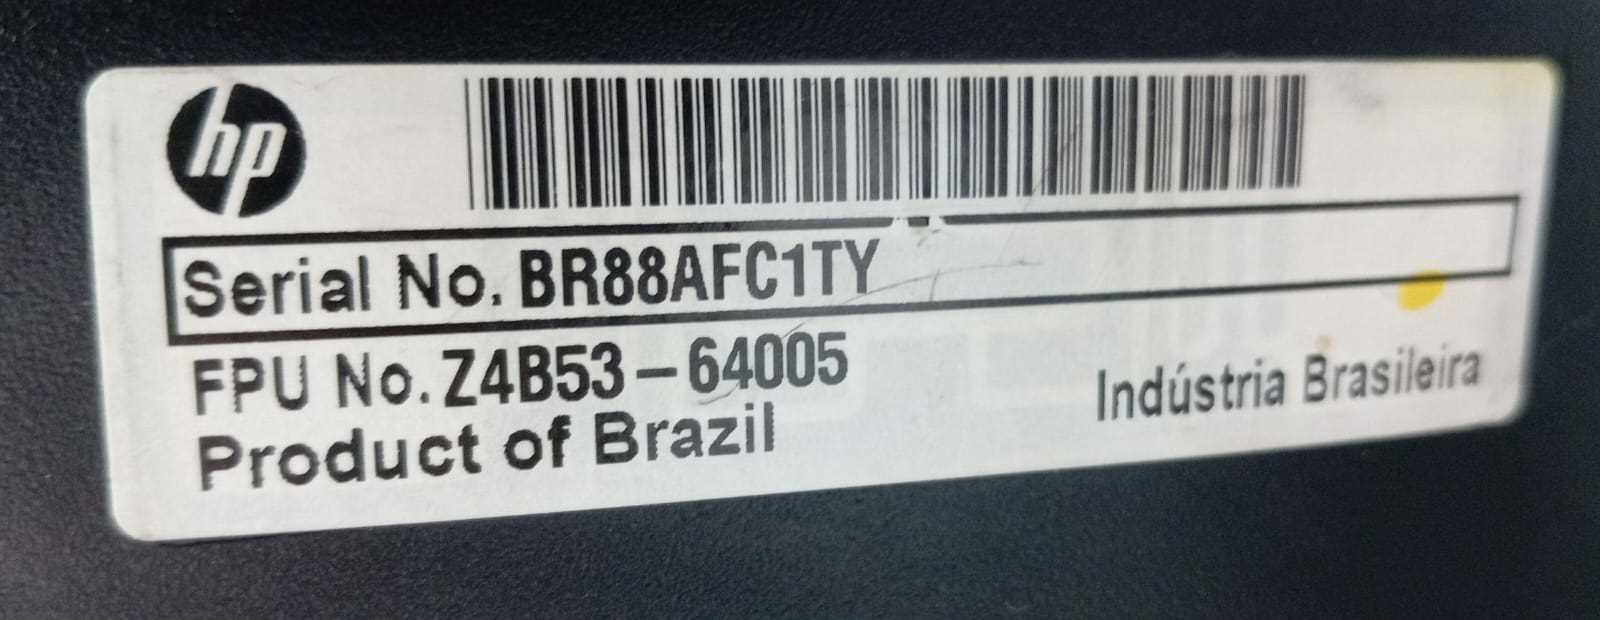 hp
Serial No. BR88AFC1TY
FPU No. Z4B53-64005
Product of Brazil
Indústria Brasileira